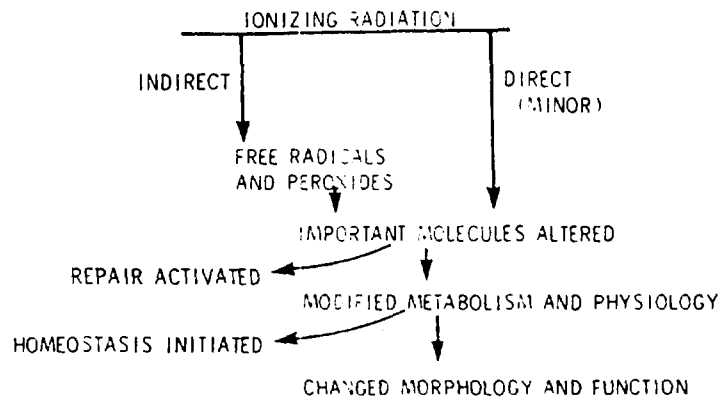 IONIZING RADIATION
INDIRECT
DIRECT
(MINOR)
FREE RADICALS
AND PEROXIDES
IMPORTANT MOLECULES ALTERED
REPAIR ACTIVATED
MODIFIED METABOLISM AND PHYSIOLOGY
HOMEOSTASIS INITIATED
CHANGED MORPHOLOGY AND FUNCTION